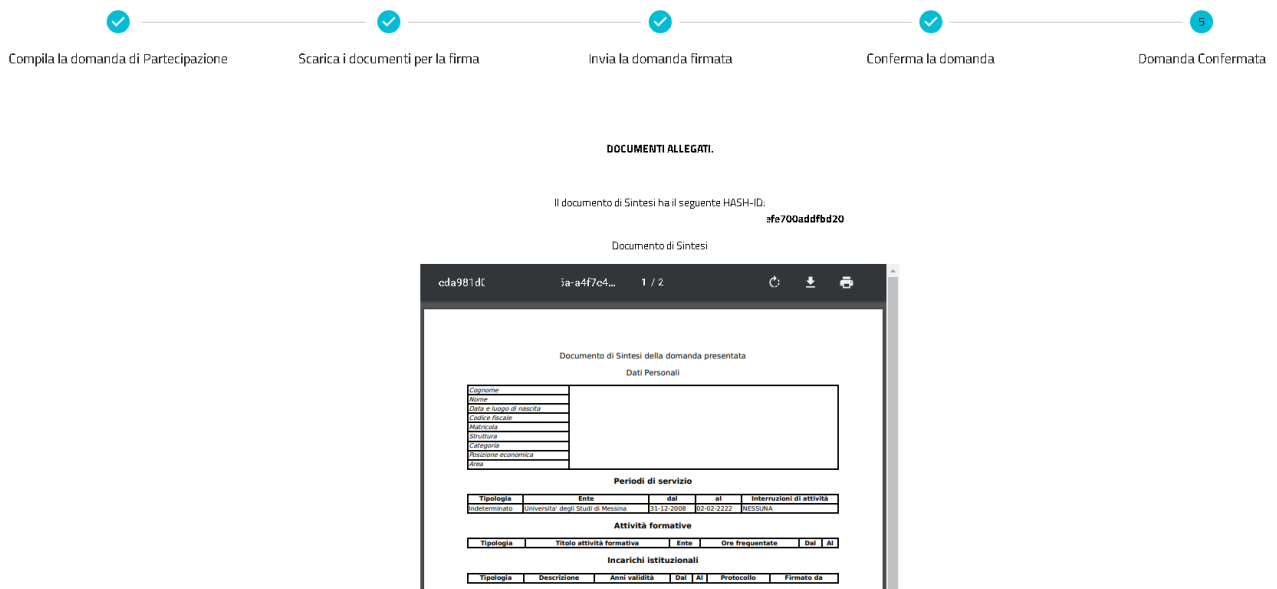 5
Compila la domanda di Partecipazione Scarica i documenti per la firma Invia la domanda firmata Conferma la domanda Domanda Confermata
DOCUMENTI ALLEGATI.
Il documento di Sintesi ha il seguente HASH-ID:
efe700addfbd20
Documento di Sintesi
eda981d 5a-a4f7e4... 1 / 2
Documento di Sintesi della domanda presentata
Dati Personali
Cognome
Nome
Data e luogo di nascita
Codice fiscale
Matricola
Struttura
Categoria
Posizione economica
Area
Periodi di servizio
Tipologia Ente dal al Interruzioni di attività
Indeterminato Universita' degli Studi di Messina 31-12-2008 02-02-2222 NESSUNA
Attività formative
Tipologia Titolo attività formativa Ente Ore frequentate Dal Al
Incarichi istituzionali
Tipologia Descrizione Anni validità Dal Al Protocollo Firmato da